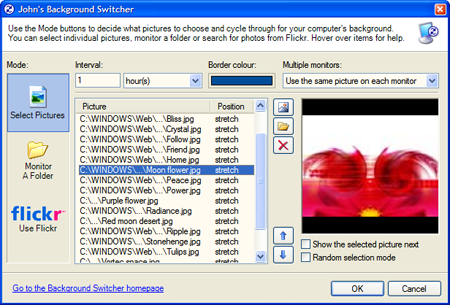 John's Background Switcher
Use the Mode buttons to decide what pictures to choose and cycle through for your computer's background.
You can select individual pictures, monitor a folder or search for photos from Flickr. Hover over items for help.
Mode:
Interval:
Border colour:
Multiple monitors:
1
hour(s)
Use the same picture on each monitor
Select Pictures
Monitor
A Folder
flickr
Use Flickr
Picture Position
C:\WINDOWS\Web\...\Bliss.jpg stretch
C:\WINDOWS\Web\...\Crystal.jpg stretch
C:\WINDOWS\Web\...\Follow.jpg stretch
C:\WINDOWS\Web\...\Friend.jpg stretch
C:\WINDOWS\Web\...\Home.jpg stretch
C:\WINDOWS\...\Moon flower.jpg stretch
C:\WINDOWS\Web\...\Peace.jpg stretch
C:\WINDOWS\Web\...\Power.jpg stretch
C:\...\Purple flower.jpg stretch
C:\WINDOWS\...\Radiance.jpg stretch
C:\...\Red moon desert.jpg stretch
C:\WINDOWS\Web\...\Ripple.jpg stretch
C:\WINDOWS\...\Stonehenge.jpg stretch
C:\WINDOWS\Web\...\Tulips.jpg stretch
C:\...\Vortec space.jpg stretch
Show the selected picture next
Random selection mode
Go to the Background Switcher homepage
OK
Cancel